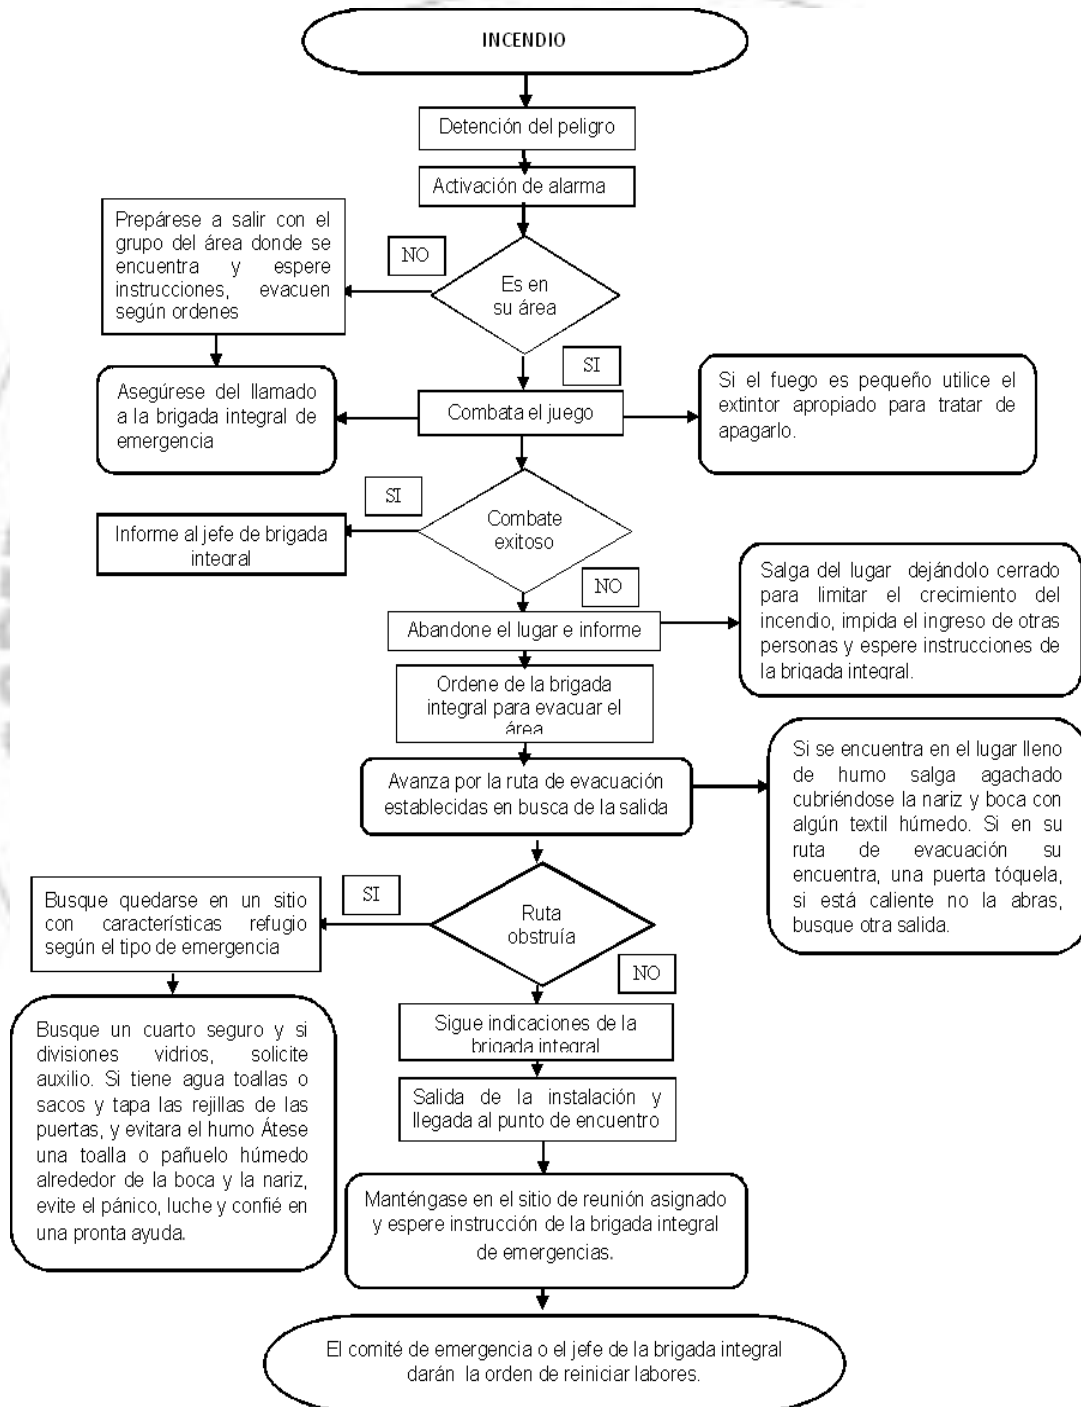 INCENDIO
Detención del peligro
Activación de alarma
Prepárese a salir con el
grupo del área donde se
encuentra y espere
instrucciones, evacuen
según ordenes
NO
Es en
su área
SI
Asegúrese del llamado
a la brigada integral de
emergencia
Combata el juego
Si el fuego es pequeño utilice el
extintor apropiado para tratar de
apagarlo.
SI
Informe al jefe de brigada
integral
Combate
exitoso
NO
Abandone el lugar e informe
Salga del lugar dejándolo cerrado
para limitar el crecimiento del
incendio, impida el ingreso de otras
personas y espere instrucciones de
la brigada integral.
Ordene de la brigada
integral para evacuar el
área
Avanza por la ruta de evacuación
establecidas en busca de la salida
Si se encuentra en el lugar lleno
de humo salga agachado
cubriéndose la nariz y boca con
algún textil húmedo. Si en su
ruta de evacuación su
encuentra, una puerta tóquela,
si está caliente no la abras,
busque otra salida.
Busque quedarse en un sitio
con características refugio
según el tipo de emergencia
SI
Ruta
obstruía
NO
Busque un cuarto seguro y si
divisiones vidrios, solicite
auxilio. Si tiene agua toallas o
sacos y tapa las rejillas de las
puertas, y evitara el humo Átese
una toalla o pañuelo húmedo
alrededor de la boca y la nariz,
evite el pánico, luche y confié en
una pronta ayuda.
Sigue indicaciones de la
brigada integral
Salida de la instalación y
llegada al punto de encuentro
Manténgase en el sitio de reunión asignado
y espere instrucción de la brigada integral
de emergencias.
El comité de emergencia o el jefe de la brigada integral
darán la orden de reiniciar labores.